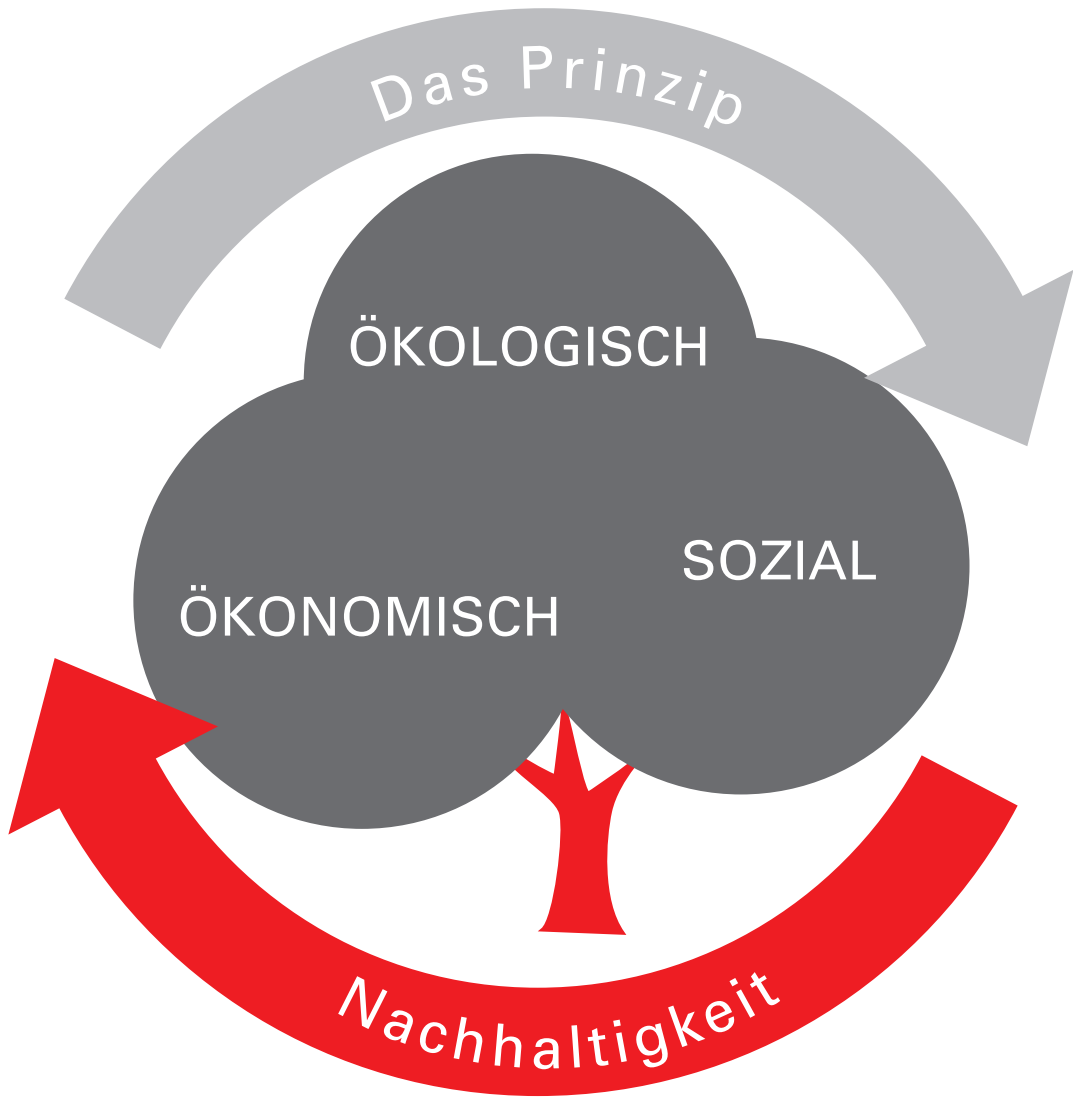 Das Prinzip
ÖKOLOGISCH
SOZIAL
ÖKONOMISCH
Nachhaltigkeit